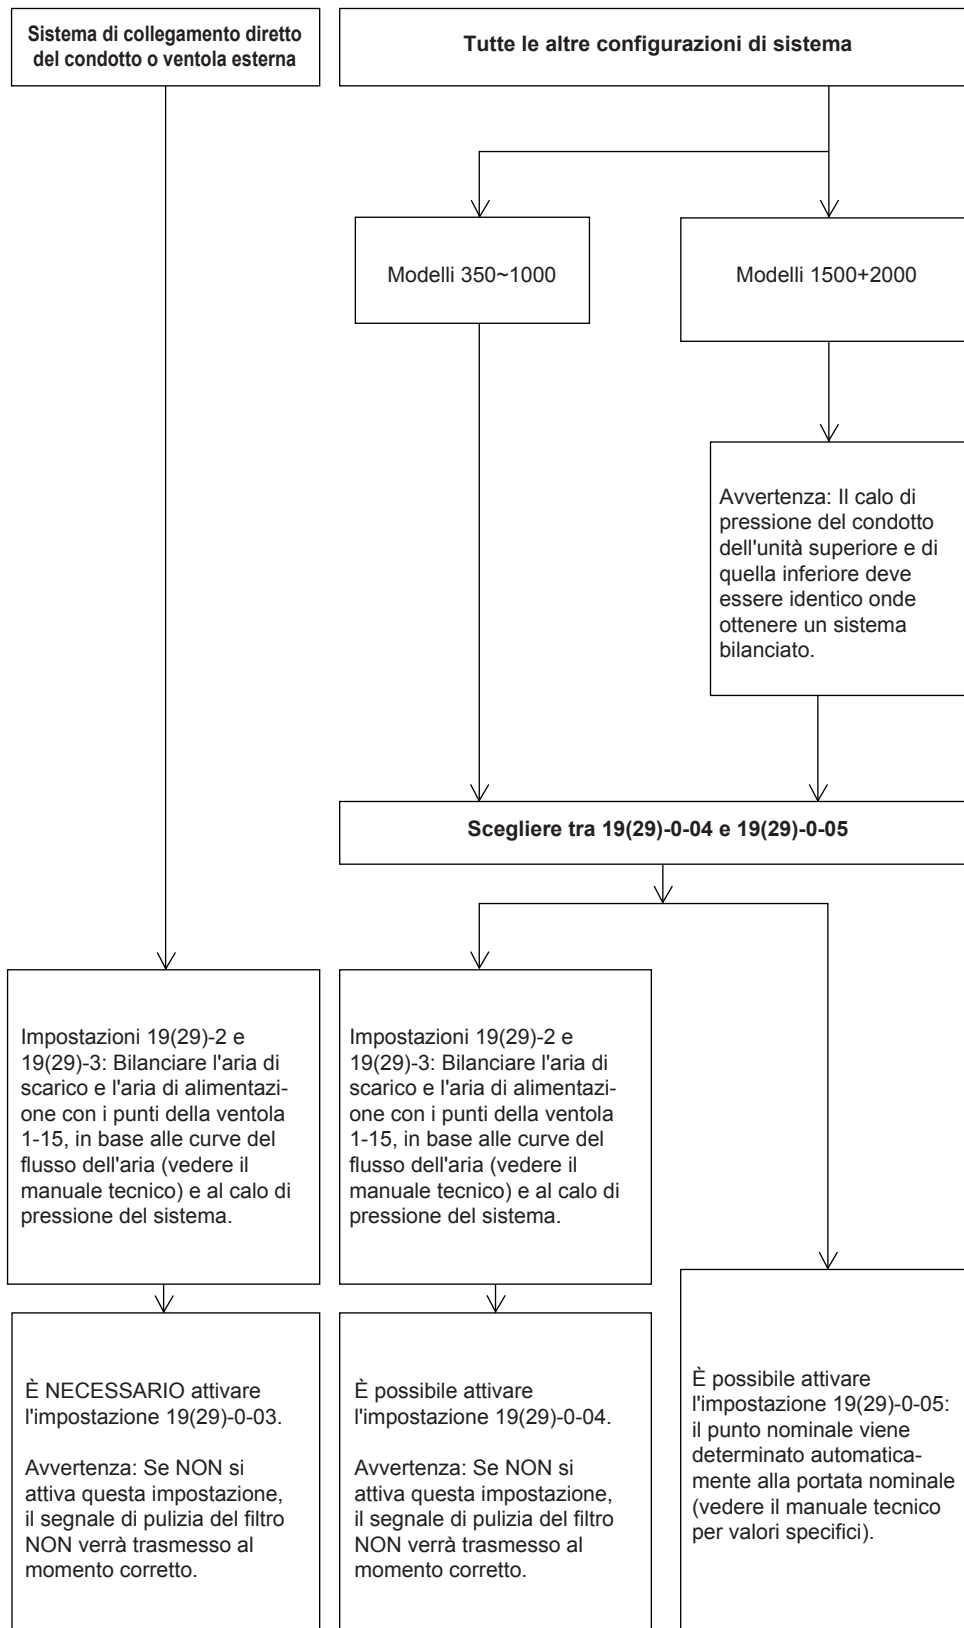 Sistema di collegamento diretto
del condotto o ventola esterna
Tutte le altre configurazioni di sistema
Modelli 350~1000
Modelli 1500+2000
Avvertenza: Il calo di
pressione del condotto
dell'unità superiore e di
quella inferiore deve
essere identico onde
ottenere un sistema
bilanciato.
Scegliere tra 19(29)-0-04 e 19(29)-0-05
Impostazioni 19(29)-2 e
19(29)-3: Bilanciare l'aria di
scarico e l'aria di alimentazi-
one con i punti della ventola
1-15, in base alle curve del
flusso dell'aria (vedere il
manuale tecnico) e al calo di
pressione del sistema.
Impostazioni 19(29)-2 e
19(29)-3: Bilanciare l'aria di
scarico e l'aria di alimentazi-
one con i punti della ventola
1-15, in base alle curve del
flusso dell'aria (vedere il
manuale tecnico) e al calo di
pressione del sistema.
È NECESSARIO attivare
l'impostazione 19(29)-0-03.
Avvertenza: Se NON si
attiva questa impostazione,
il segnale di pulizia del filtro
NON verrà trasmesso al
momento corretto.
È possibile attivare
l'impostazione 19(29)-0-04.
Avvertenza: Se NON si
attiva questa impostazione,
il segnale di pulizia del filtro
NON verrà trasmesso al
momento corretto.
È possibile attivare
l'impostazione 19(29)-0-05:
il punto nominale viene
determinato automatica-
mente alla portata nominale
(vedere il manuale tecnico
per valori specifici).